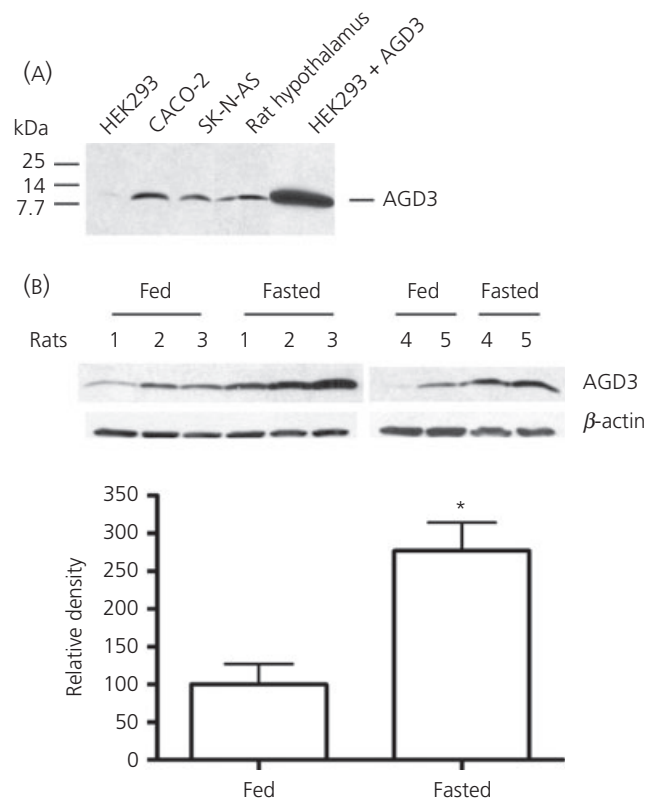 (A)
HEK293
CACO-2
SK-N-AS
Rat hypothalamus
HEK293 + AGD3
kDa
25
14
7.7
AGD3
(B)
Fed Fasted Fed Fasted
Rats 1 2 3 1 2 3 4 5 4 5
AGD3
β-actin
350
300
250
200
150
100
50
0
Relative density
*
Fed Fasted